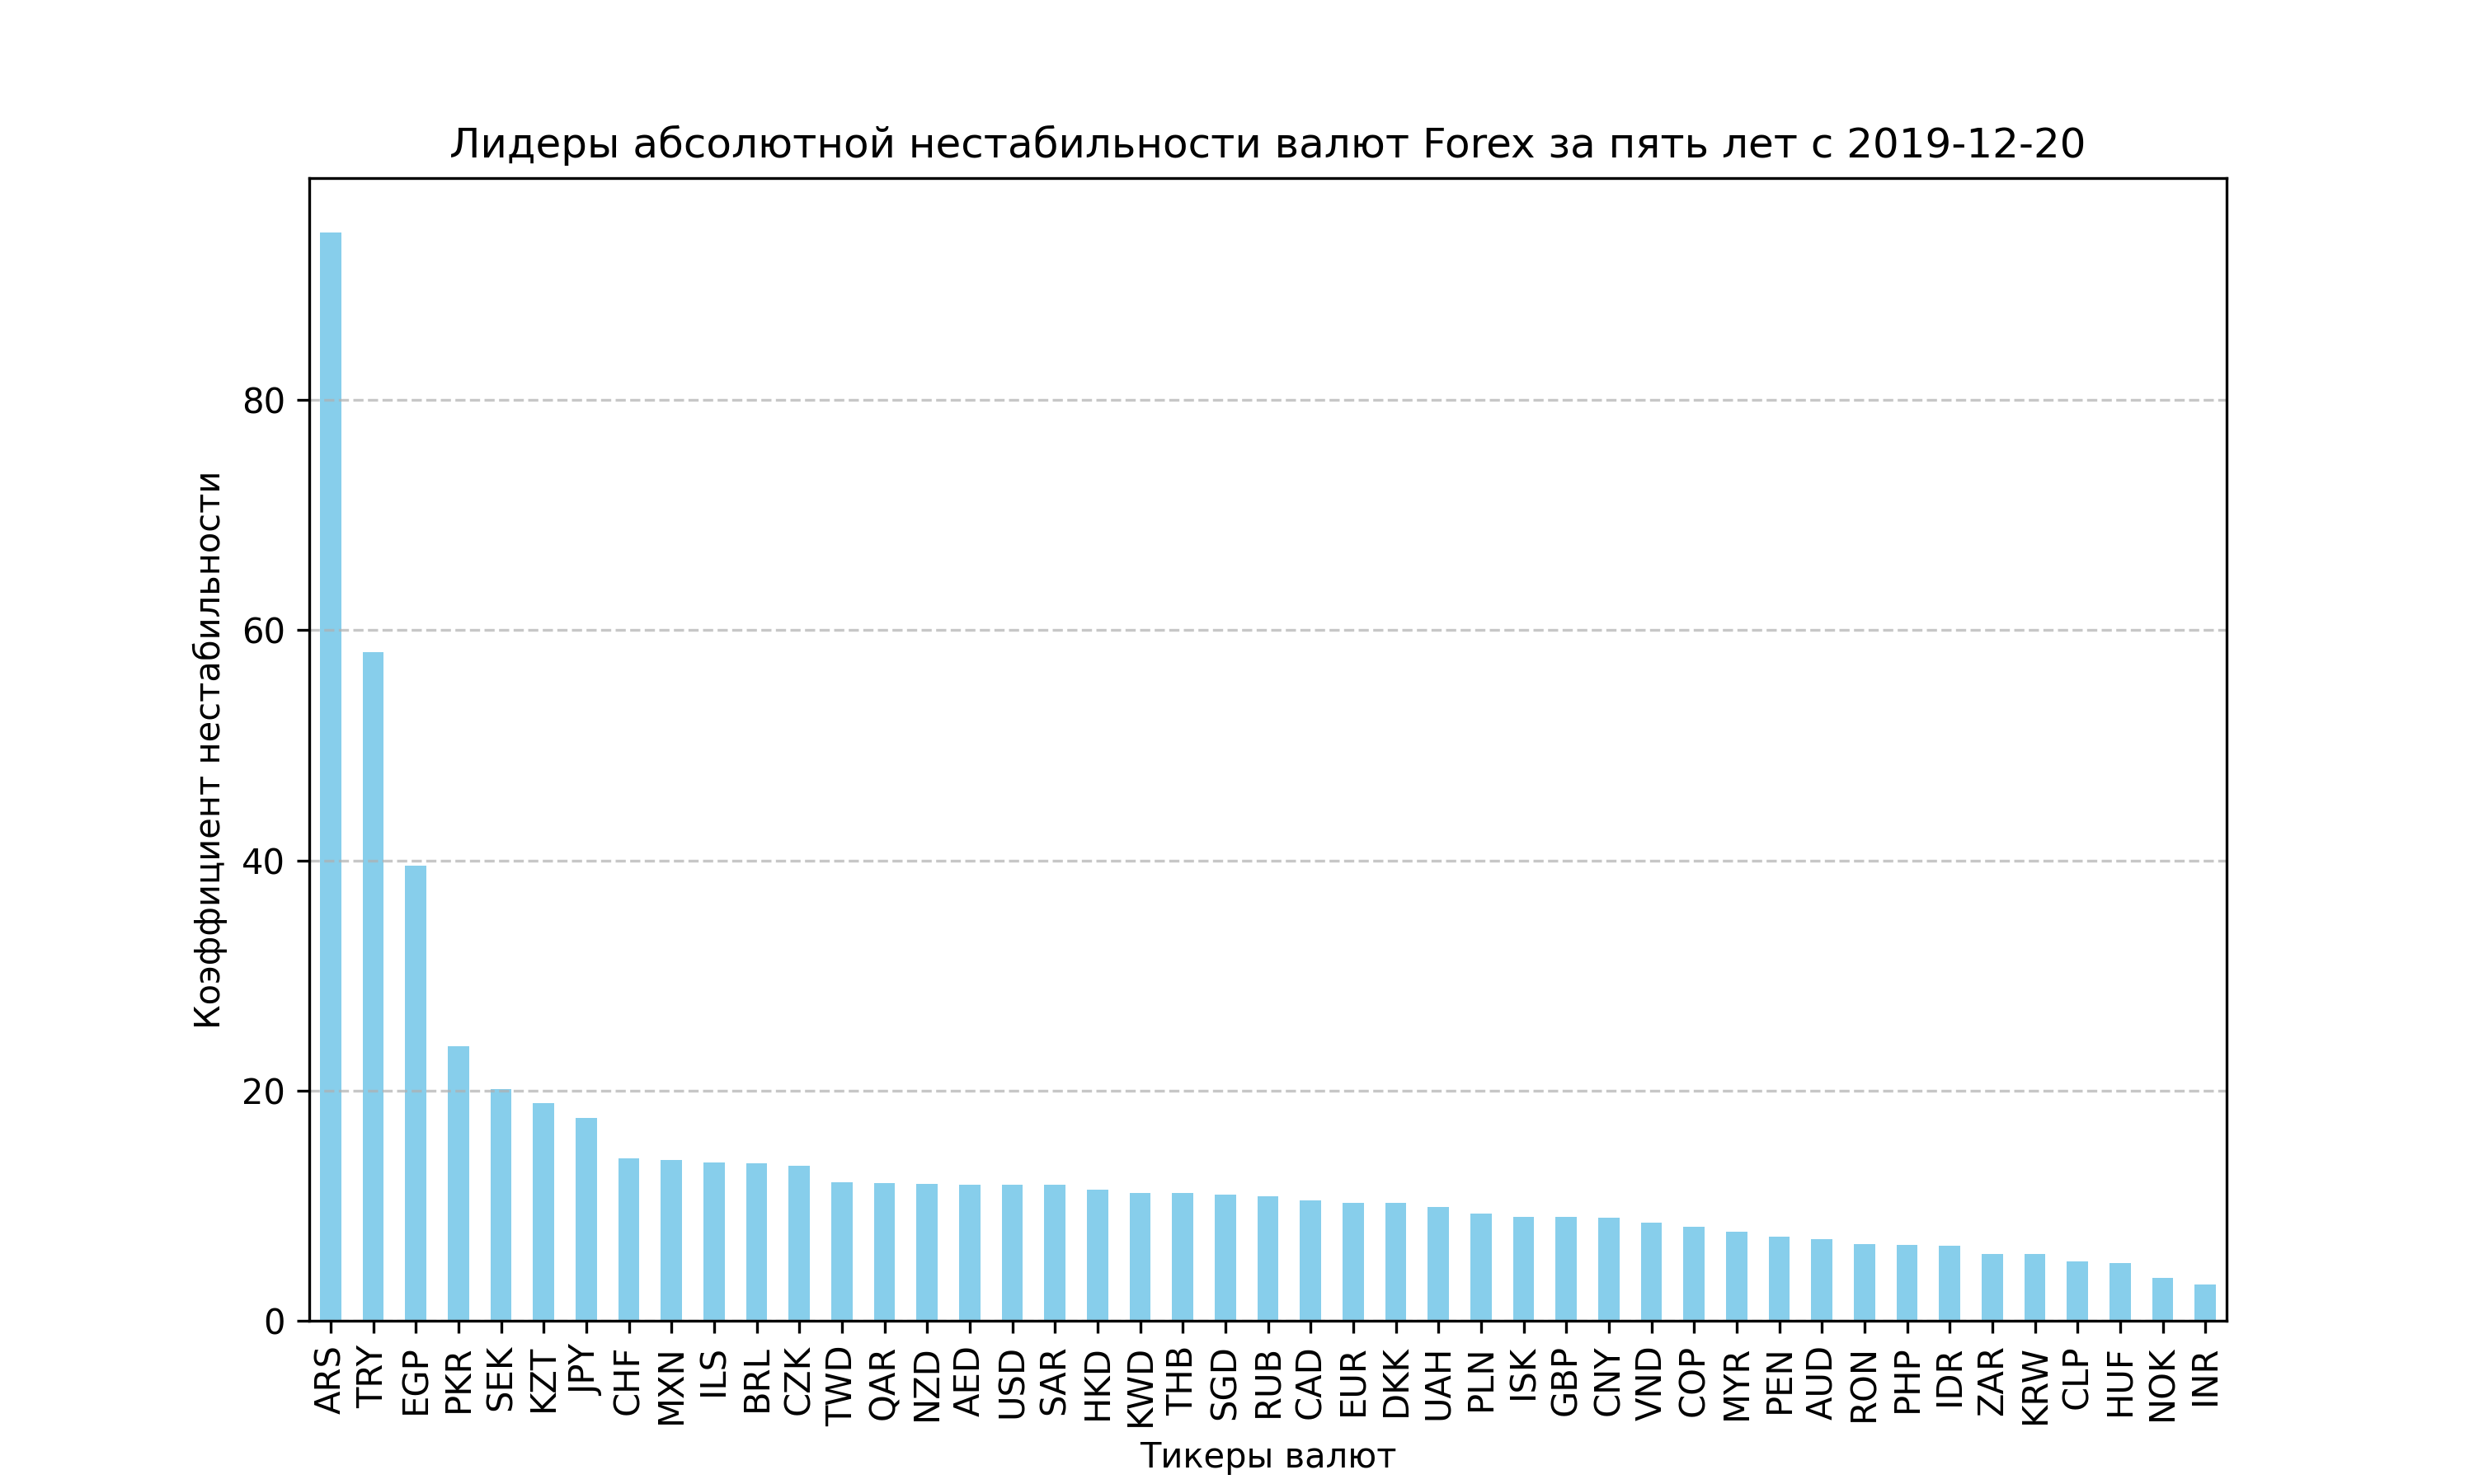 Лидеры абсолютной нестабильности валют Forex за пять лет с 2019-12-20
Коэффициент нестабильности
80
60
40
20
0
ARS TRY EGP PKR SEK KZT JPY CHF MXN ILS BRL CZK TWD QAR NZD AED USD SAR HKD KWD THB SGD RUB CAD EUR DKK UAH PLN ISK GBP CNY VND COP MYR PEN AUD RON PHP IDR ZAR KRW CLP HUF NOK INR
Тикеры валют